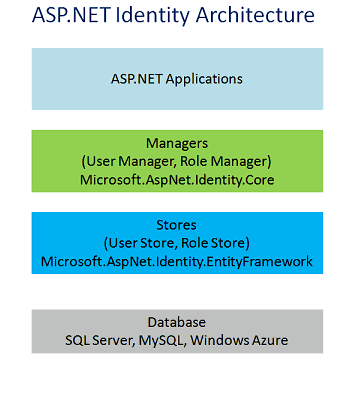 ASP.NET Identity Architecture
ASP.NET Applications
Managers
(User Manager, Role Manager)
Microsoft.AspNet.Identity.Core
Stores
(User Store, Role Store)
Microsoft.AspNet.Identity.EntityFramework
Database
SQL Server, MySQL, Windows Azure